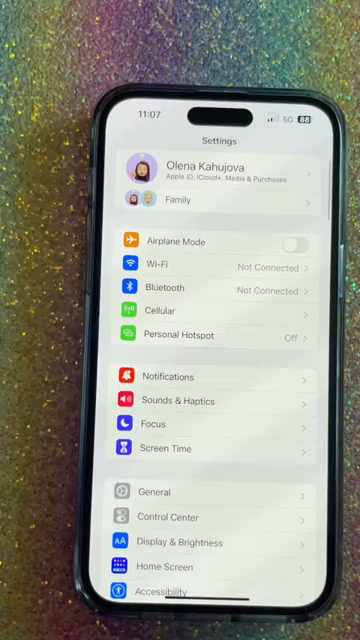 11:07
5G 88
Settings
Olena Kahujova
Apple ID, iCloud+, Media & Purchases
Family
Airplane Mode
Wi-Fi Not Connected
Bluetooth Not Connected
Cellular
Personal Hotspot Off
Notifications
Sounds & Haptics
Focus
Screen Time
General
Control Center
AA Display & Brightness
Home Screen
Accessibility